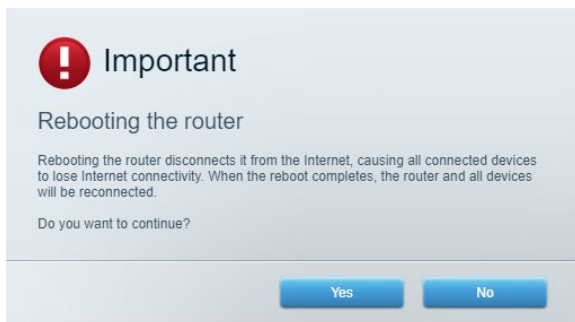 Important
Rebooting the router
Rebooting the router disconnects it from the Internet, causing all connected devices
to lose Internet connectivity. When the reboot completes, the router and all devices
will be reconnected.
Do you want to continue?
Yes No